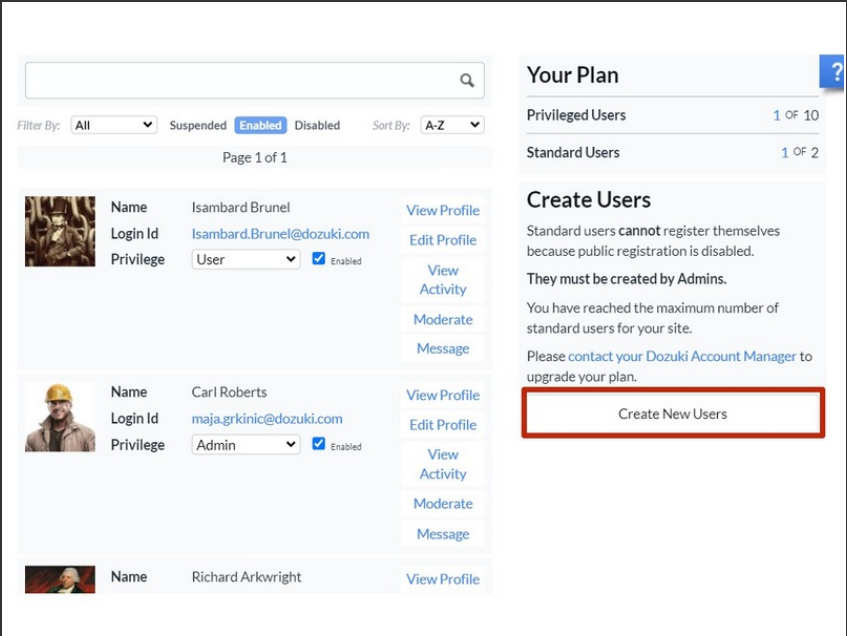 Filter By: All Suspended Enabled Disabled Sort By: A-Z
Page 1 of 1
Name Isambard Brunel
Login Id Isambard.Brunel@dozuki.com
Privilege User Enabled
View Profile
Edit Profile
View
Activity
Moderate
Message
Name Carl Roberts
Login Id maja.grkinic@dozuki.com
Privilege Admin Enabled
View Profile
Edit Profile
View
Activity
Moderate
Message
Name Richard Arkwright
View Profile
Your Plan
?
Privileged Users 1 OF 10
Standard Users 1 OF 2
Create Users
Standard users cannot register themselves
because public registration is disabled.
They must be created by Admins.
You have reached the maximum number of
standard users for your site.
Please contact your Dozuki Account Manager to
upgrade your plan.
Create New Users